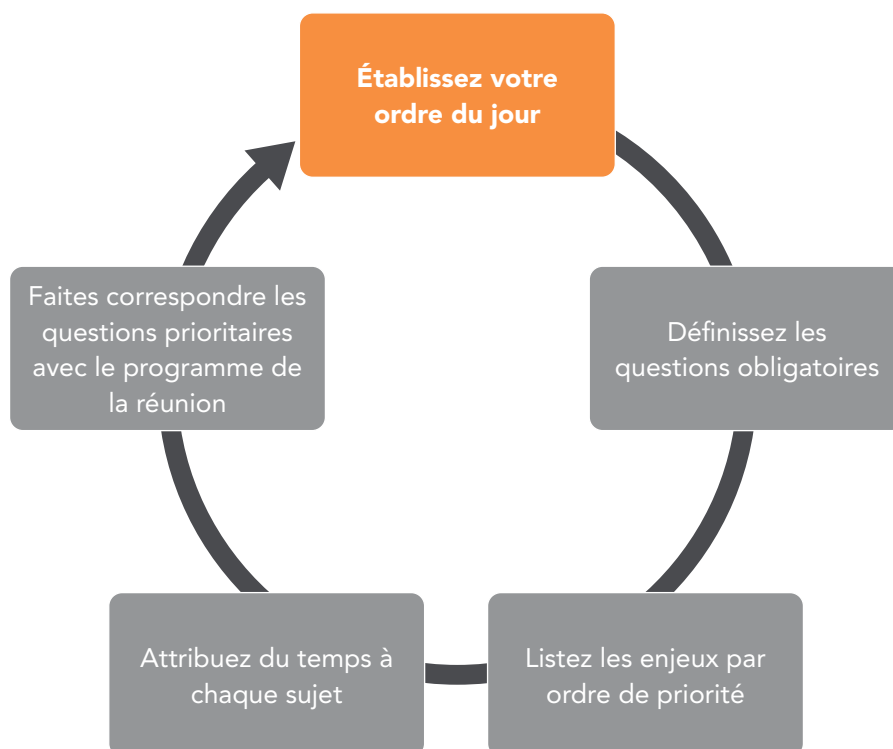 Établissez votre
ordre du jour
Définissez les
questions obligatoires
Listez les enjeux par
ordre de priorité
Attribuez du temps à
chaque sujet
Faites correspondre les
questions prioritaires
avec le programme de
la réunion